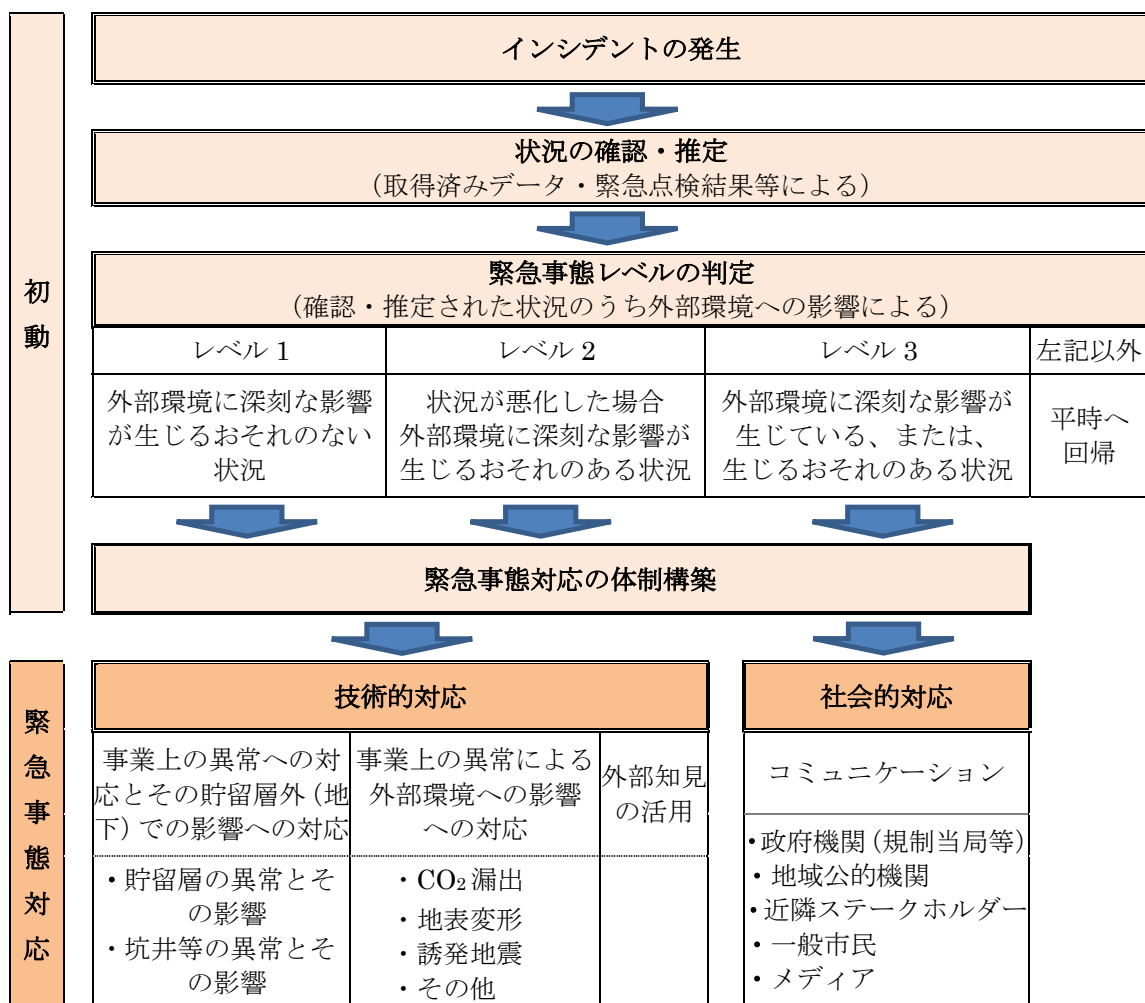 初動
インシデントの発生
状況の確認・推定
（取得済みデータ・緊急点検結果等による）
緊急事態レベルの判定
（確認・推定された状況のうち外部環境への影響による）
レベル 1
レベル 2
レベル 3
左記以外
外部環境に深刻な影響
が生じるおそれのない
状況
状況が悪化した場合
外部環境に深刻な影響が
生じるおそれのある状況
外部環境に深刻な影響が
生じている、または、
生じるおそれのある状況
平時へ
回帰
緊急事態対応の体制構築
緊急事態対応
技術的対応
事業上の異常への対
応とその貯留層外（地
下）での影響への対応
事業上の異常による
外部環境への影響
への対応
外部知見
の活用
・貯留層の異常とそ
の影響
・坑井等の異常とそ
の影響
・CO₂漏出
・地表変形
・誘発地震
・その他
社会的対応
コミュニケーション
・政府機関（規制当局等）
・地域公的機関
・近隣ステークホルダー
・一般市民
・メディア